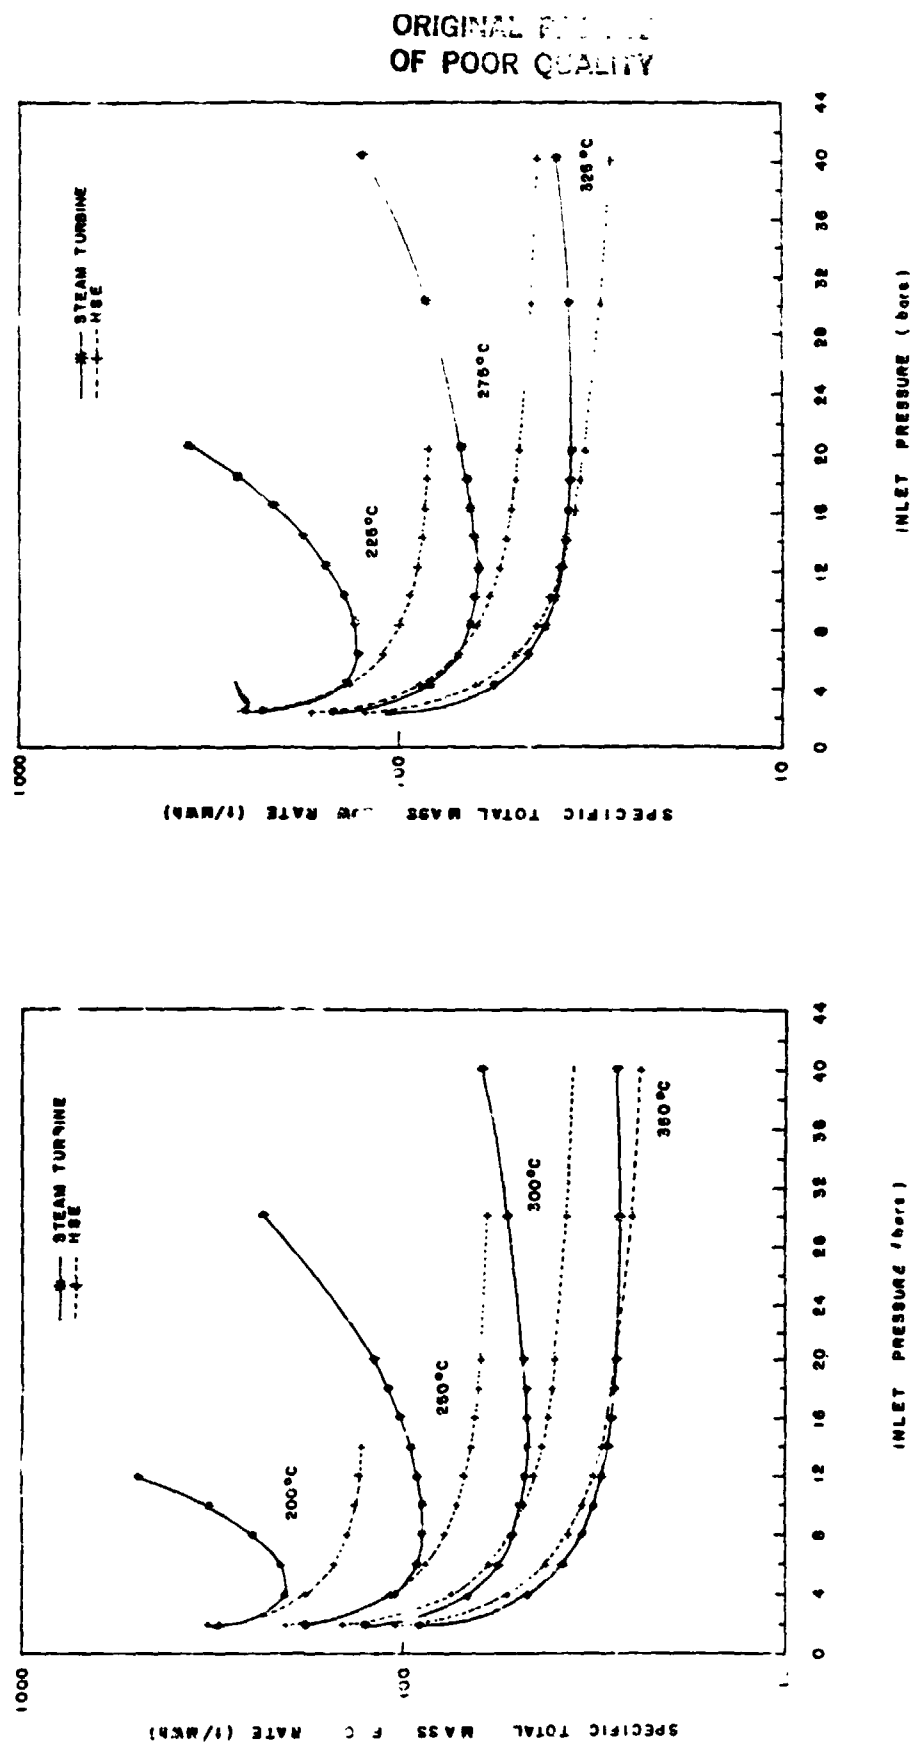 ORIGINAL
OF POOR QUALITY
STEAM TURBINE
HSE
225°C
275°C
325°C
1000
100
10
SPECIFIC TOTAL MASS RATE (t/MWh)
0 4 8 12 16 20 24 28 32 36 40 44
INLET PRESSURE (bars)
STEAM TURBINE
HSE
200°C
250°C
300°C
350°C
1000
100
SPECIFIC TOTAL MASS RATE (t/MWh)
0 4 8 12 16 20 24 28 32 36 40 44
INLET PRESSURE (bars)